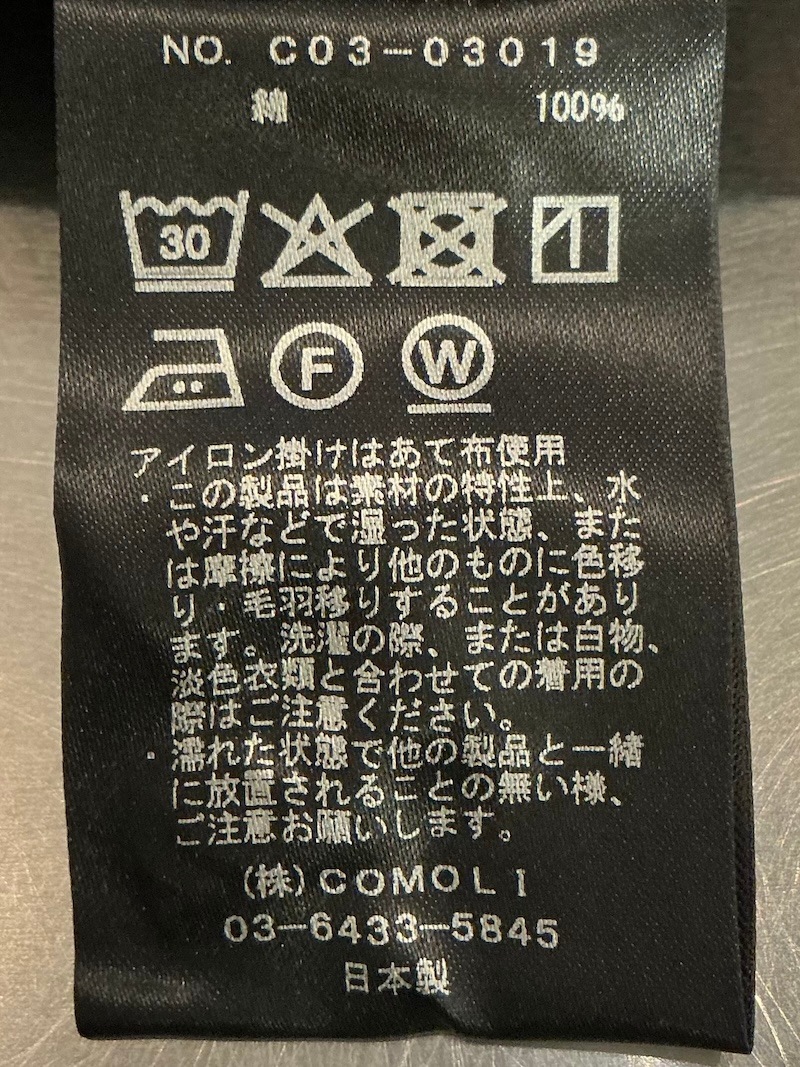 NO. C03-03019
綿 100%
30
F W
アイロン掛けはあて布使用
・この製品は素材の特性上、水
や汗などで湿った状態、また
は摩擦により他のものに色移
り・毛羽移りすることがあり
ます。洗濯の際、または白物、
淡色衣類と合わせての着用の
際はご注意ください。
・濡れた状態で他の製品と一緒
に放置されることの無い様、
ご注意お願いします。
(株)COMOLI
03-6433-5845
日本製